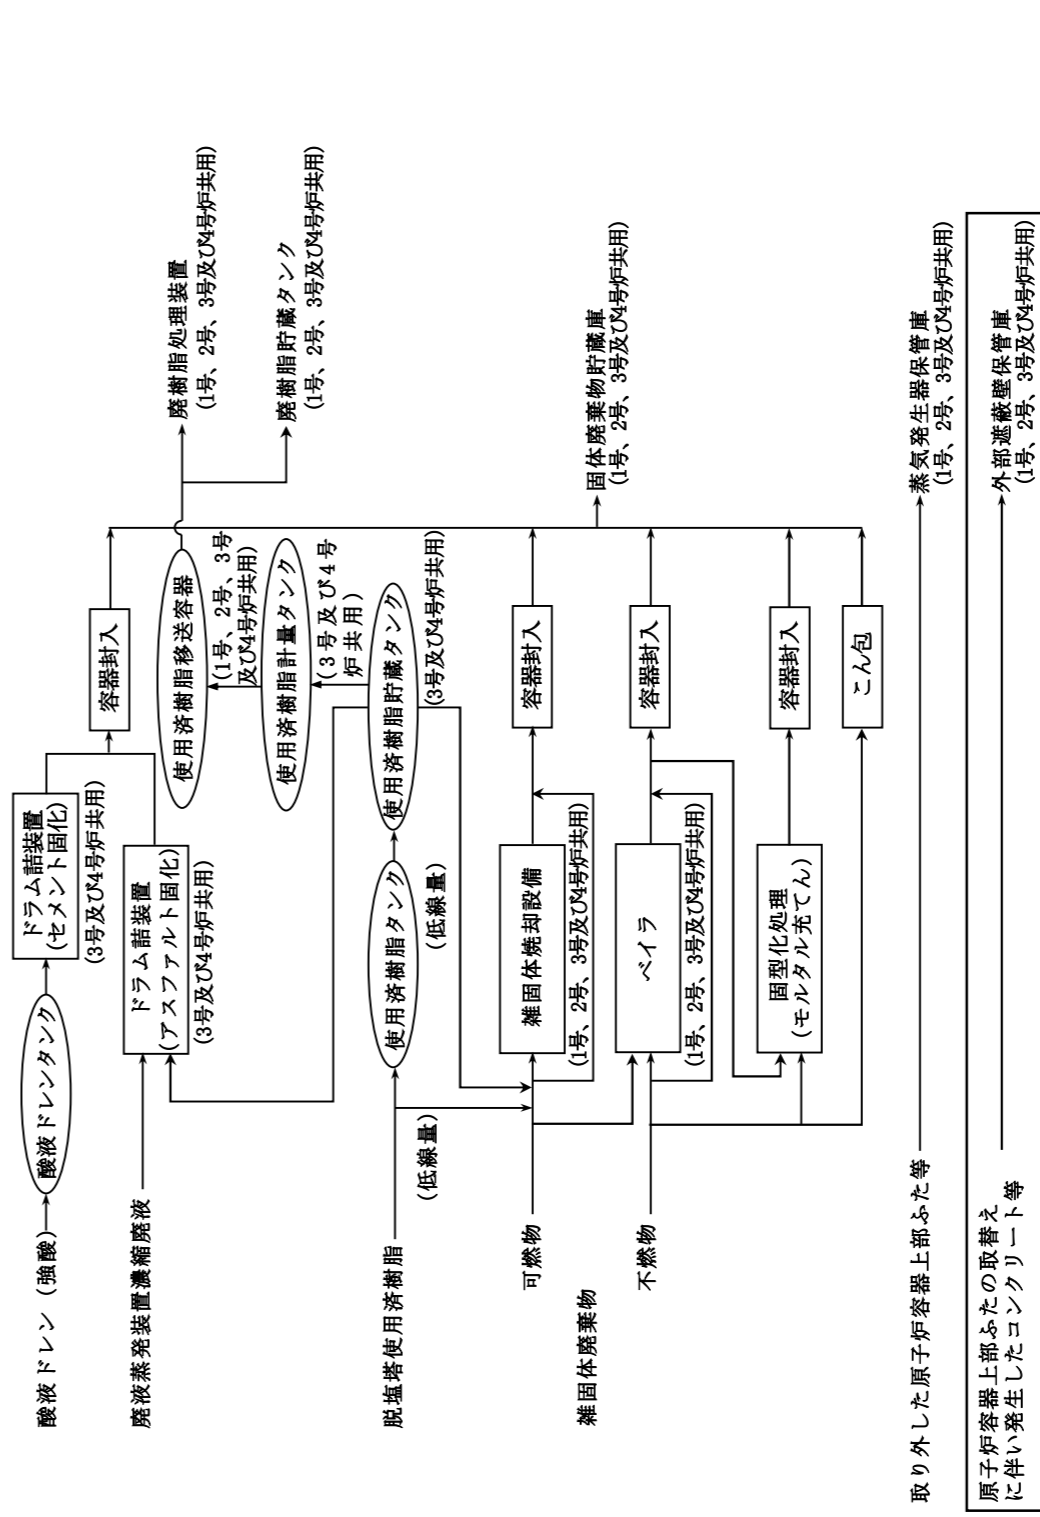 酸液ドレン（強酸）
酸液ドレンタンク
ドラム詰装置
(セメント固化)
(3号及び4号炉共用)
容器封入
廃液蒸発装置濃縮廃液
ドラム詰装置
(アスファルト固化)
(3号及び4号炉共用)
使用済樹脂移送容器
(1号、2号、3号
及び4号炉共用)
廃樹脂処理装置
(1号、2号、3号及び4号炉共用)
使用済樹脂計量タンク
(3号及び4号
炉共用)
廃樹脂貯蔵タンク
(1号、2号、3号及び4号炉共用)
脱塩塔使用済樹脂
使用済樹脂タンク
使用済樹脂貯蔵タンク
(3号及び4号炉共用)
(低線量)
(低線量)
雑固体廃棄物
可燃物
雑固体焼却設備
(1号、2号、3号及び4号炉共用)
容器封入
固体廃棄物貯蔵庫
(1号、2号、3号及び4号炉共用)
不燃物
ベイラ
(1号、2号、3号及び4号炉共用)
容器封入
固型化処理
(モルタル充てん)
容器封入
こん包
取り外した原子炉容器上部ふた等
蒸気発生器保管庫
(1号、2号、3号及び4号炉共用)
原子炉容器上部ふたの取替え
に伴い発生したコンクリート等
外部遮蔽壁保管庫
(1号、2号、3号及び4号炉共用)